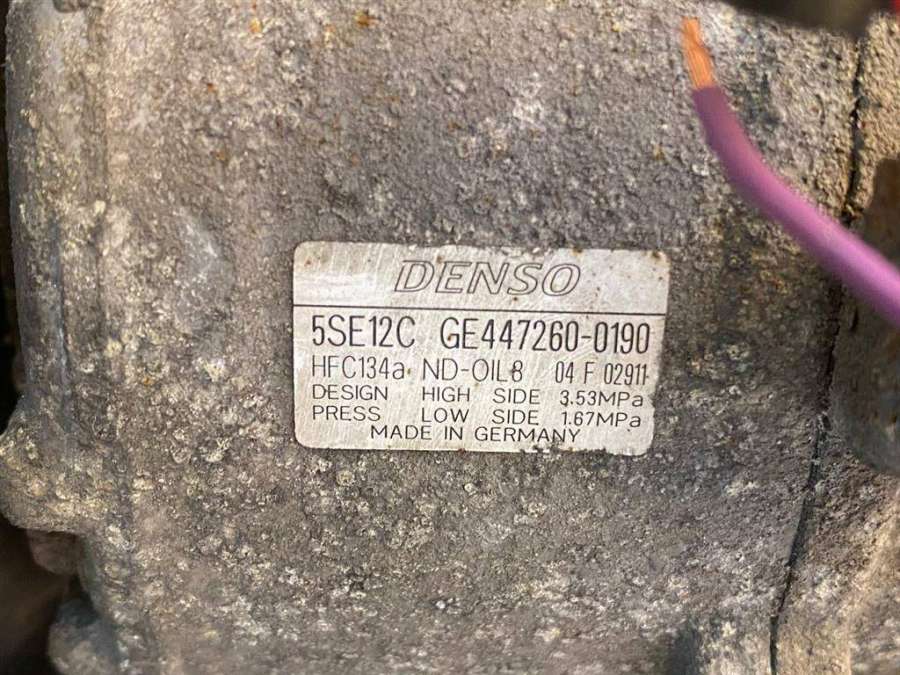 DENSO
5SE12C GE447260-0190
HFC134a ND-OIL8 04 F 02911
DESIGN HIGH SIDE 3.53MPa
PRESS LOW SIDE 1.67MPa
MADE IN GERMANY